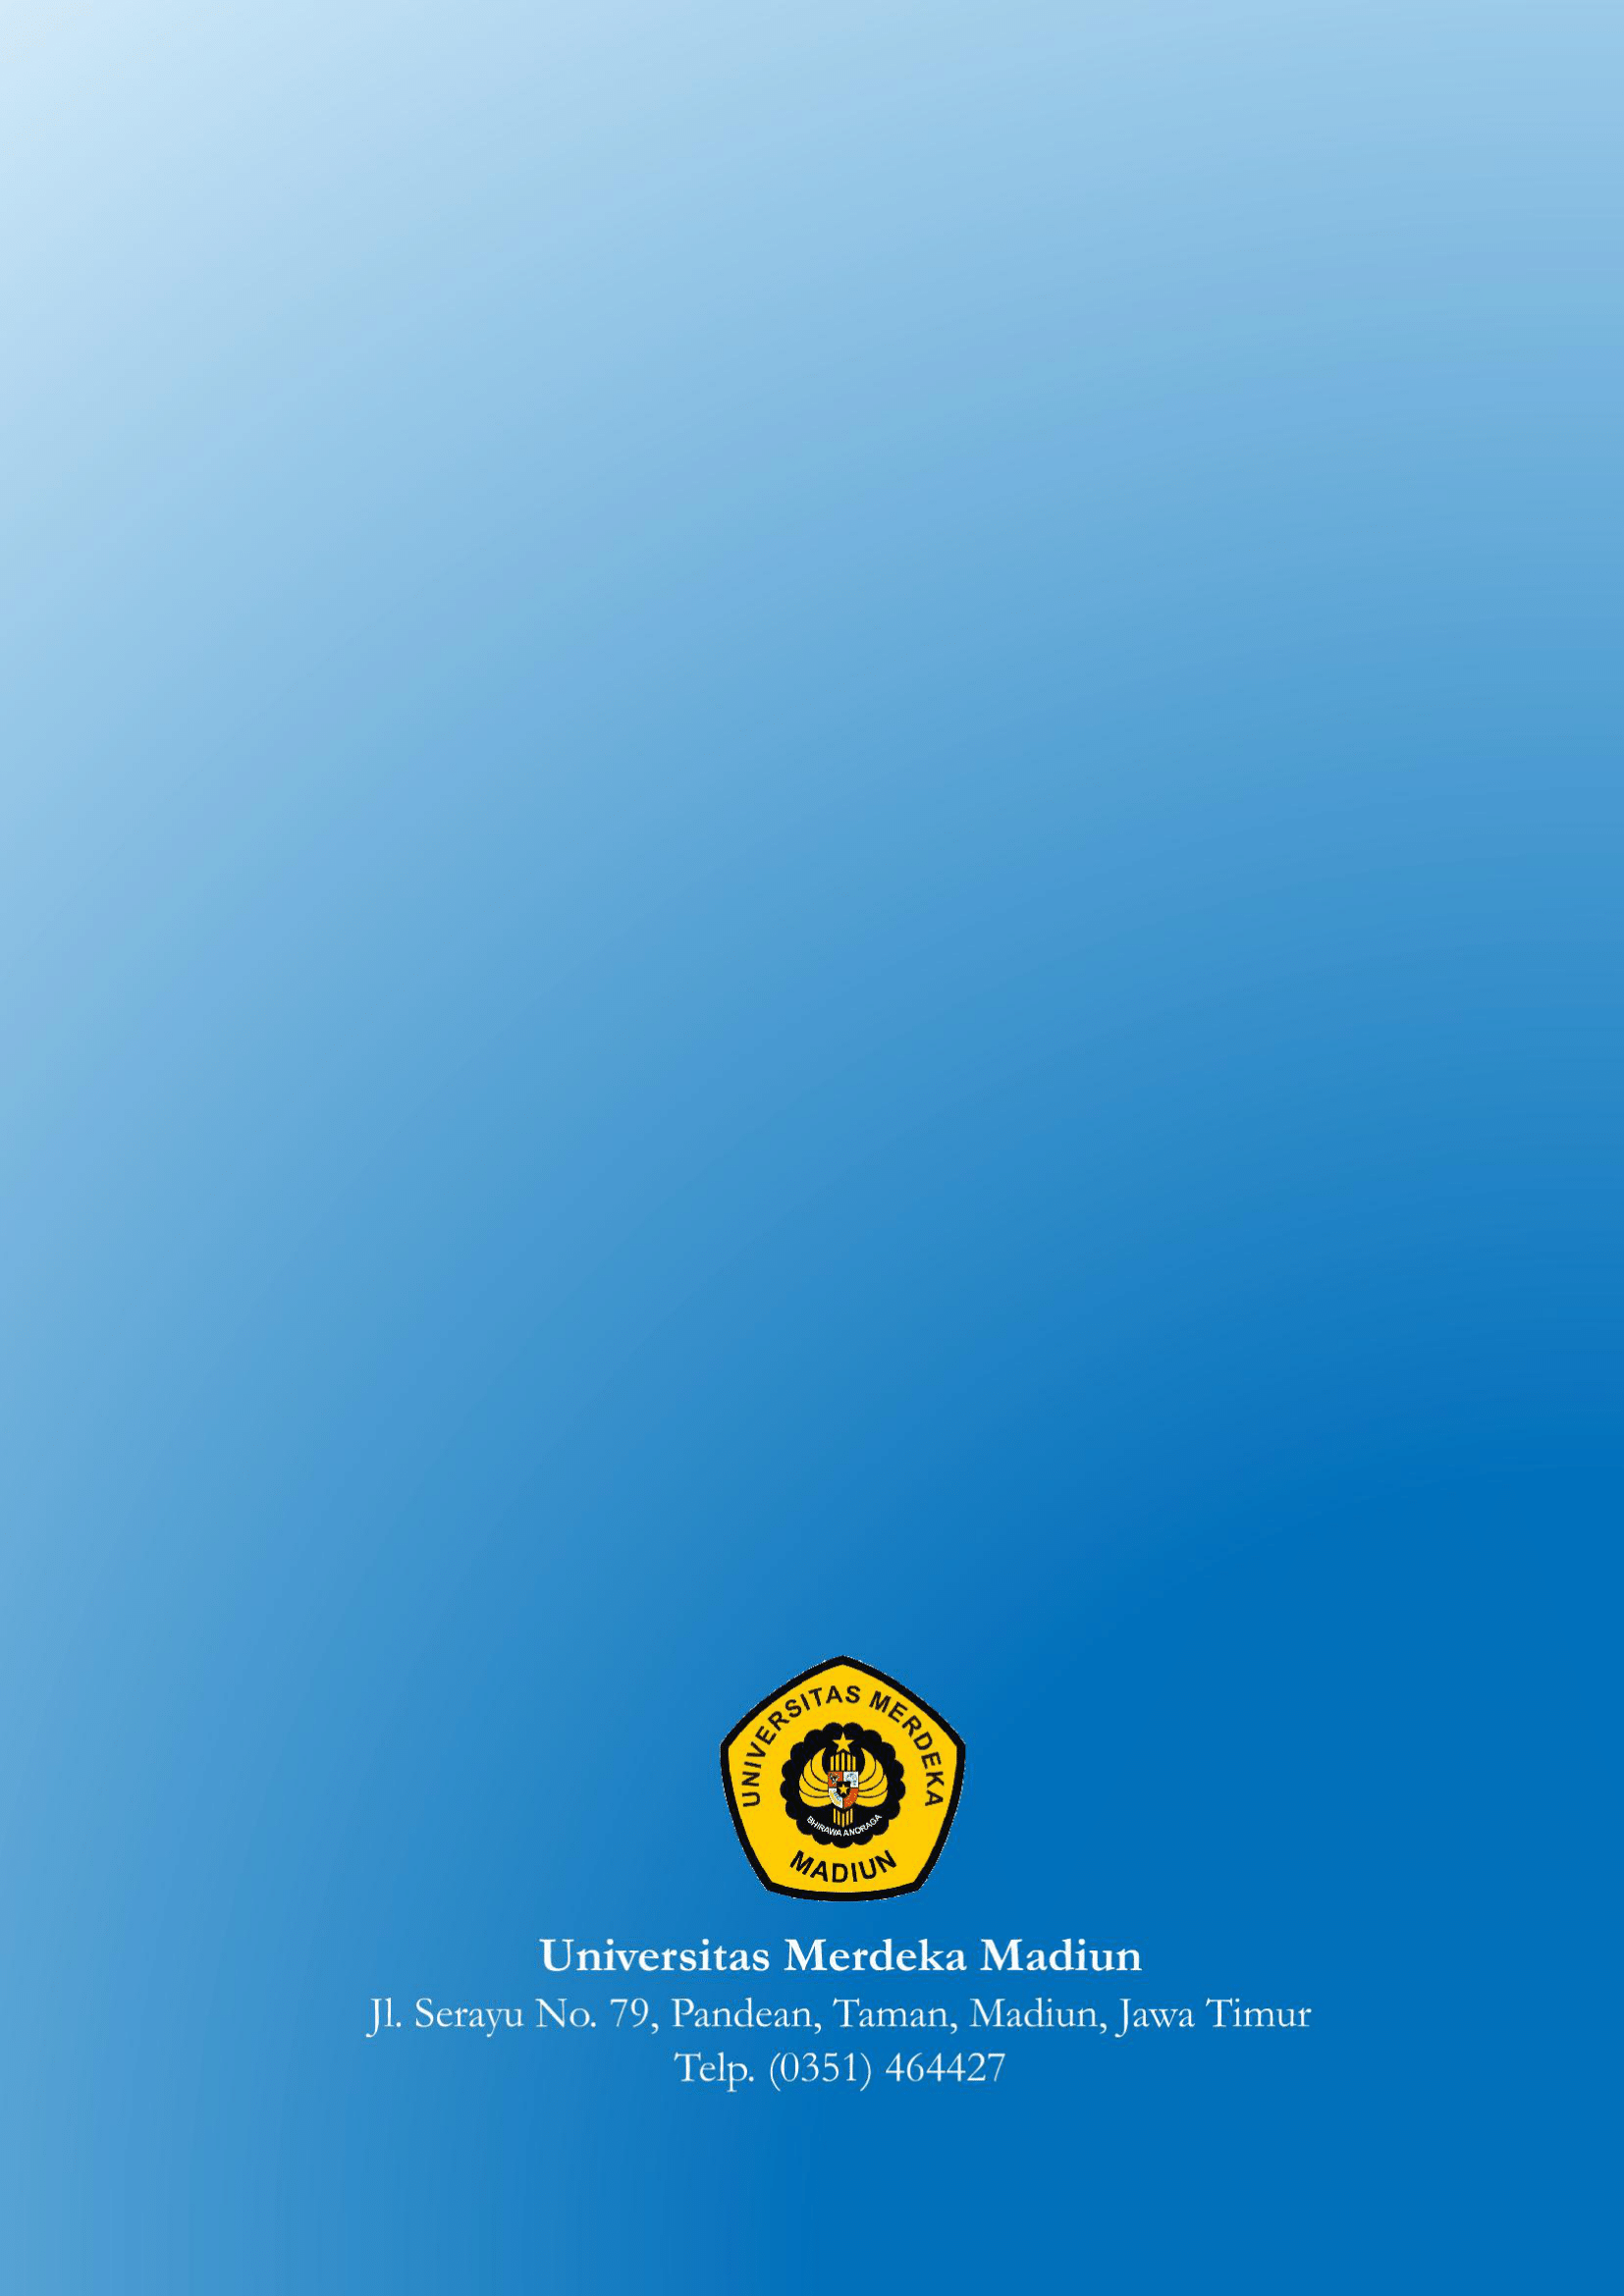 UNIVERSITAS MERDEKA
BHIRAWA ANORAGA
MADIUN
Universitas Merdeka Madiun
Jl. Serayu No. 79, Pandean, Taman, Madiun, Jawa Timur
Telp. (0351) 464427